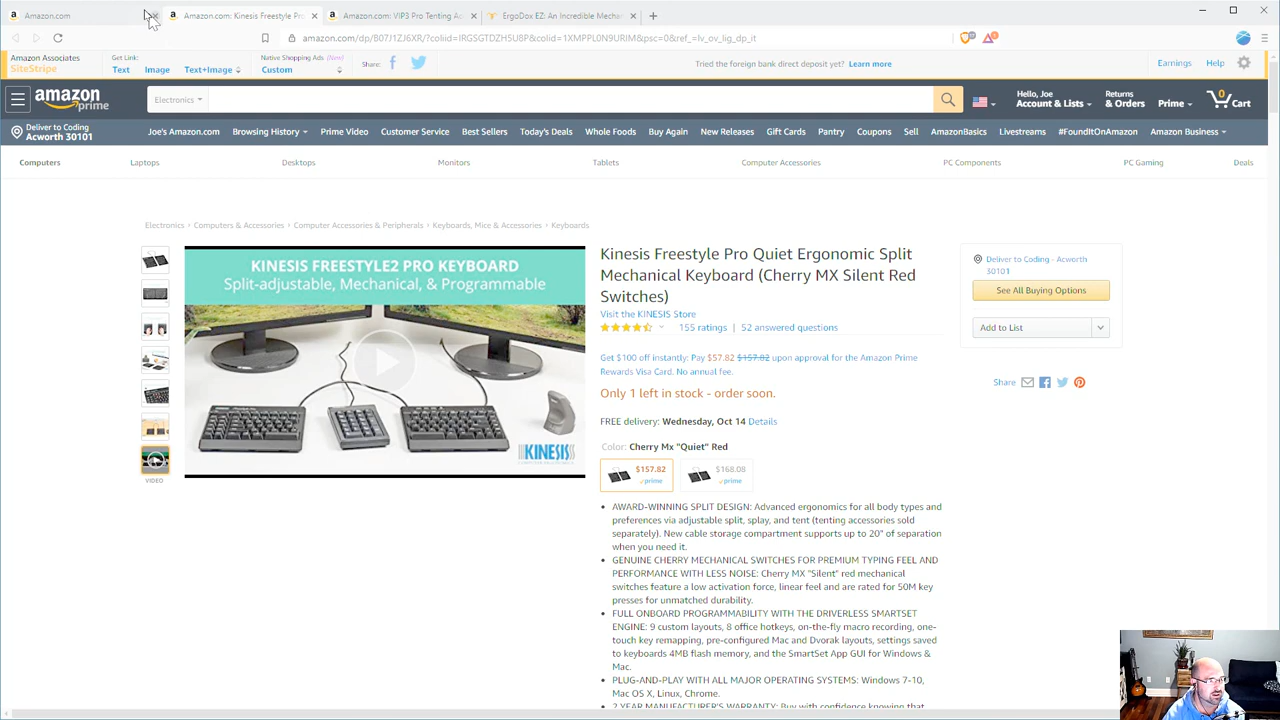 Amazon.com
Amazon.com: Kinesis Freestyle Pr
Amazon.com: VIP3 Pro Tenting Ac
ErgoDox EZ: An Incredible Mecha
amazon.com/dp/B07J1ZJ6XR/?coliid=IRGSGTDZH5U8P&colid=1XMPPL0N9URIM&psc=0&ref_=lv_ov_lig_dp_it
Amazon Associates
SiteStripe
Get Link:
Text
Image
Text+Image
Native Shopping Ads (New)
Custom
Share:
Tried the foreign bank direct deposit yet? Learn more
Earnings
Help
amazon prime
Electronics
Hello, Joe
Account & Lists
Returns
& Orders
Prime
0
Cart
Deliver to Coding
Acworth 30101
Joe's Amazon.com
Browsing History
Prime Video
Customer Service
Best Sellers
Today's Deals
Whole Foods
Buy Again
New Releases
Gift Cards
Pantry
Coupons
Sell
AmazonBasics
Livestreams
#FoundItOnAmazon
Amazon Business
Computers
Laptops
Desktops
Monitors
Tablets
Computer Accessories
PC Components
PC Gaming
Deals
Electronics › Computers & Accessories › Computer Accessories & Peripherals › Keyboards, Mice & Accessories › Keyboards
KINESIS FREESTYLE2 PRO KEYBOARD
Split-adjustable, Mechanical, & Programmable
KINESIS
VIDEO
Kinesis Freestyle Pro Quiet Ergonomic Split
Mechanical Keyboard (Cherry MX Silent Red
Switches)
Visit the KINESIS Store
155 ratings | 52 answered questions
Get $100 off instantly: Pay $57.82 $157.82 upon approval for the Amazon Prime
Rewards Visa Card. No annual fee.
Only 1 left in stock - order soon.
FREE delivery: Wednesday, Oct 14 Details
Color: Cherry Mx "Quiet" Red
$157.82
prime
$168.08
prime
• AWARD-WINNING SPLIT DESIGN: Advanced ergonomics for all body types and
preferences via adjustable split, splay, and tent (tenting accessories sold
separately). New cable storage compartment supports up to 20" of separation
when you need it.
• GENUINE CHERRY MECHANICAL SWITCHES FOR PREMIUM TYPING FEEL AND
PERFORMANCE WITH LESS NOISE: Cherry MX "Silent" red mechanical
switches feature a low activation force, linear feel and are rated for 50M key
presses for unmatched durability.
• FULL ONBOARD PROGRAMMABILITY WITH THE DRIVERLESS SMARTSET
ENGINE: 9 custom layouts, 8 office hotkeys, on-the-fly macro recording, one-
touch key remapping, pre-configured Mac and Dvorak layouts, settings saved
to keyboards 4MB flash memory, and the SmartSet App GUI for Windows &
Mac.
• PLUG-AND-PLAY WITH ALL MAJOR OPERATING SYSTEMS: Windows 7-10,
Mac OS X, Linux, Chrome.
• 2 YEAR MANUFACTURER'S WARRANTY: Buy with confidence knowing that
Deliver to Coding - Acworth
30101
See All Buying Options
Add to List
Share